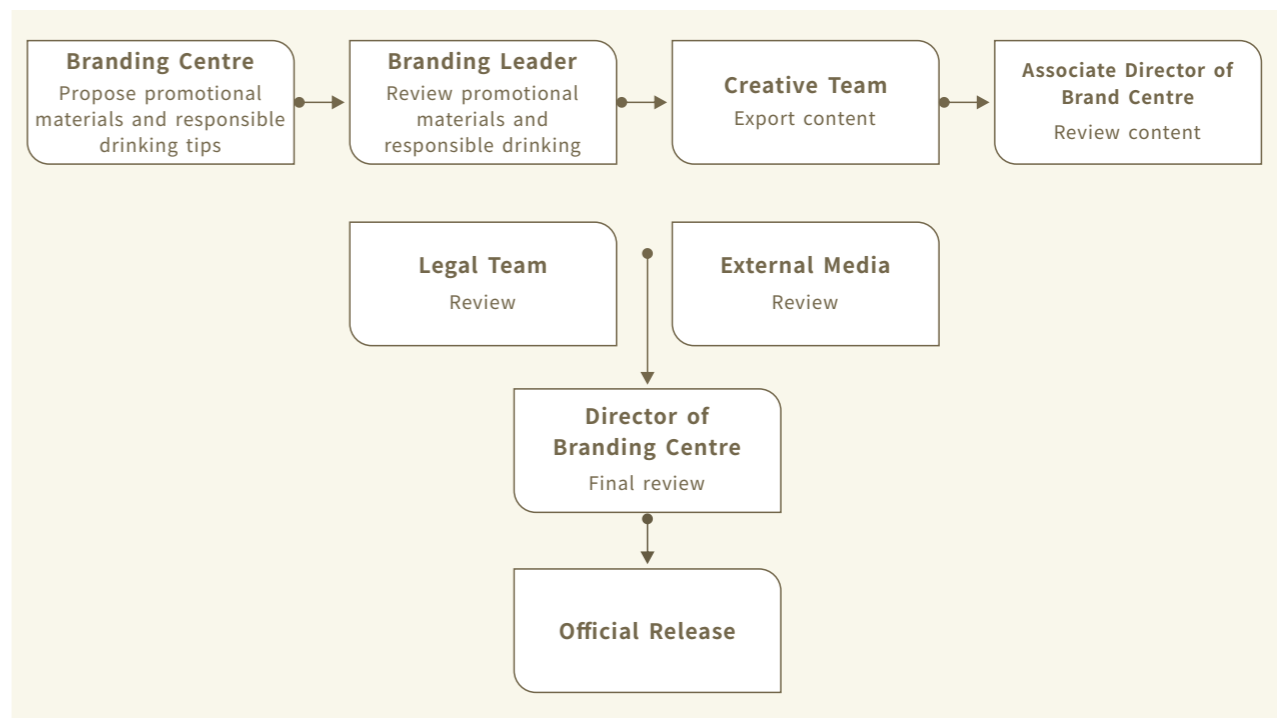 Branding Centre
Propose promotional
materials and responsible
drinking tips
Branding Leader
Review promotional
materials and
responsible drinking
Creative Team
Export content
Associate Director of
Brand Centre
Review content
Legal Team
Review
External Media
Review
Director of
Branding Centre
Final review
Official Release